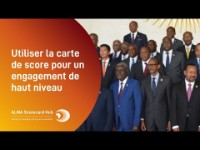 Utiliser la carte
de score pour un
engagement de
haut niveau
ALMA Scorecard Hub